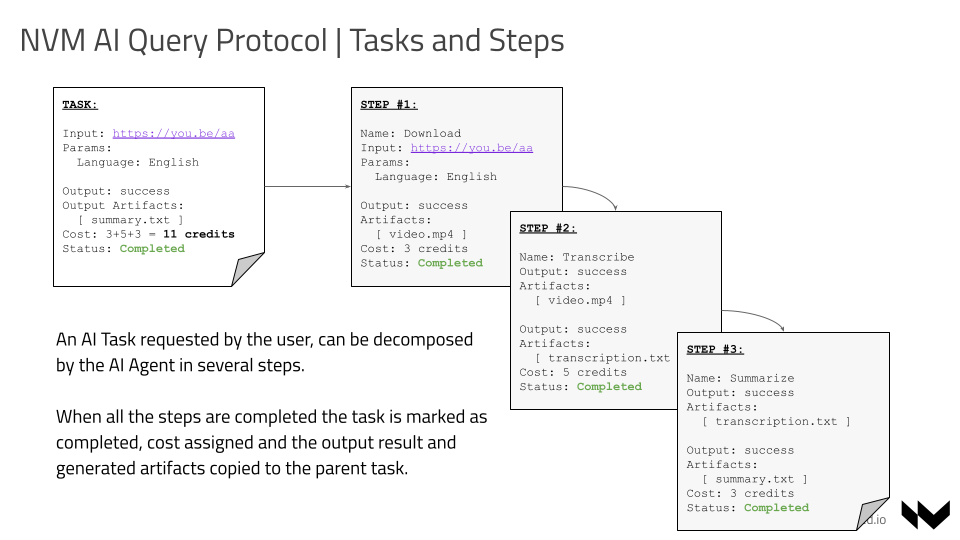 NVM AI Query Protocol | Tasks and Steps
TASK:
Input: https://you.be/aa
Params:
Language: English
Output: success
Output Artifacts:
[ summary.txt ]
Cost: 3+5+3 = 11 credits
Status: Completed
STEP #1:
Name: Download
Input: https://you.be/aa
Params:
Language: English
Output: success
Artifacts:
[ video.mp4 ]
Cost: 3 credits
Status: Completed
STEP #2:
Name: Transcribe
Output: success
Artifacts:
[ video.mp4 ]
Output: success
Artifacts:
[ transcription.txt
Cost: 5 credits
Status: Completed
STEP #3:
Name: Summarize
Output: success
Artifacts:
[ transcription.txt ]
Output: success
Artifacts:
[ summary.txt ]
Cost: 3 credits
Status: Completed
An AI Task requested by the user, can be decomposed
by the AI Agent in several steps.
When all the steps are completed the task is marked as
completed, cost assigned and the output result and
generated artifacts copied to the parent task.